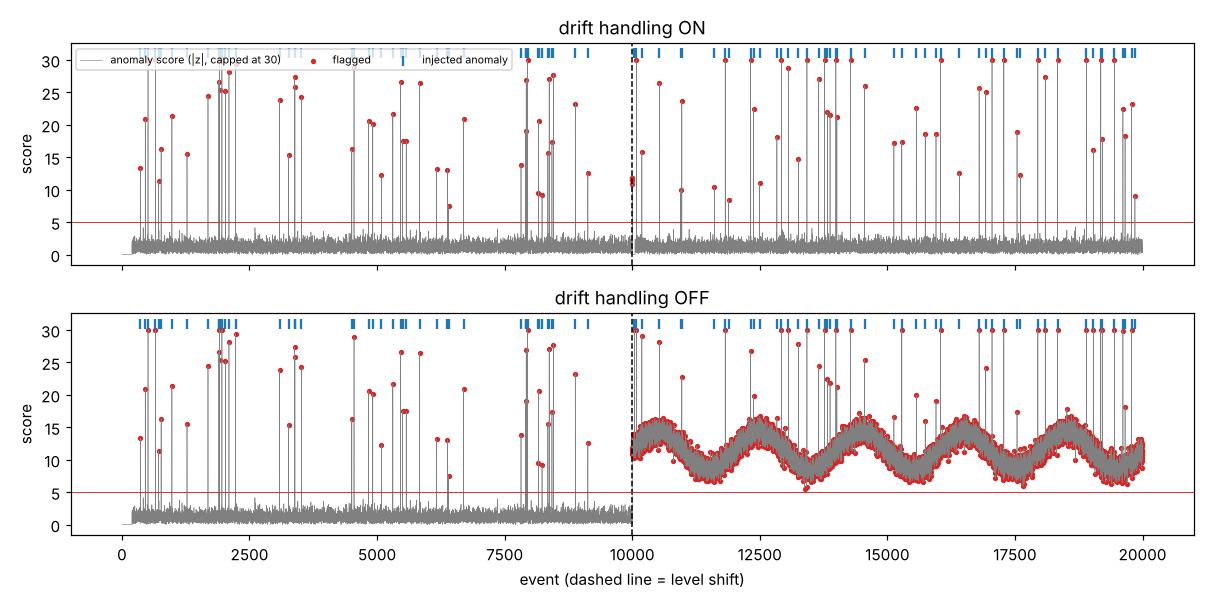 drift handling ON
30
25
20
15
10
5
0
score
anomaly score (|z|, capped at 30)
flagged
injected anomaly
drift handling OFF
30
25
20
15
10
5
0
score
0
2500
5000
7500
10000
12500
15000
17500
20000
event (dashed line = level shift)